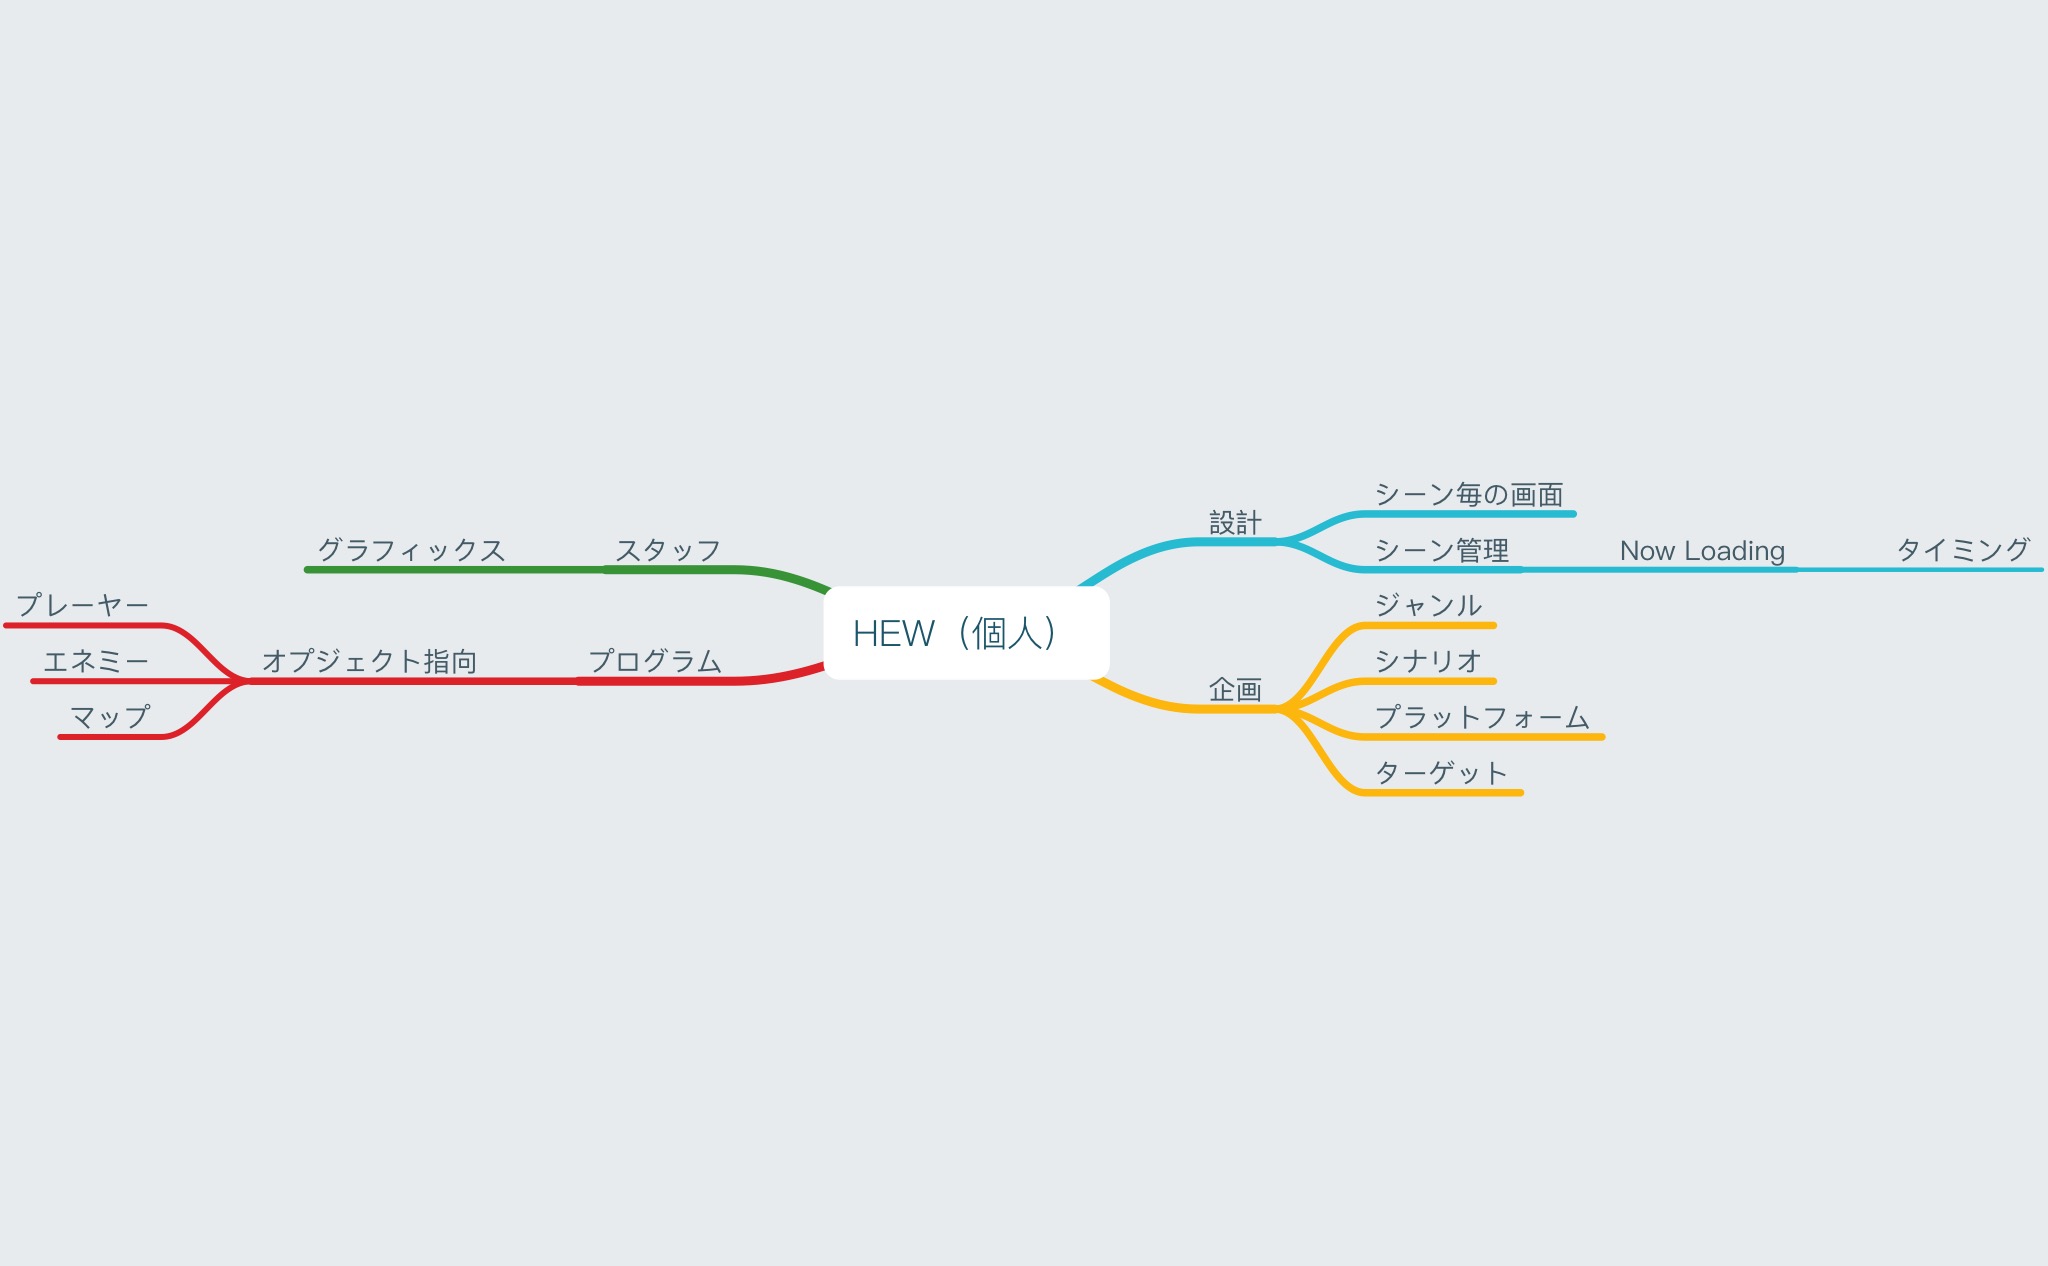 HEW（個人）
設計
シーン毎の画面
シーン管理
Now Loading
タイミング
企画
ジャンル
シナリオ
プラットフォーム
ターゲット
スタッフ
グラフィックス
プログラム
オプジェクト指向
プレーヤー
エネミー
マップ